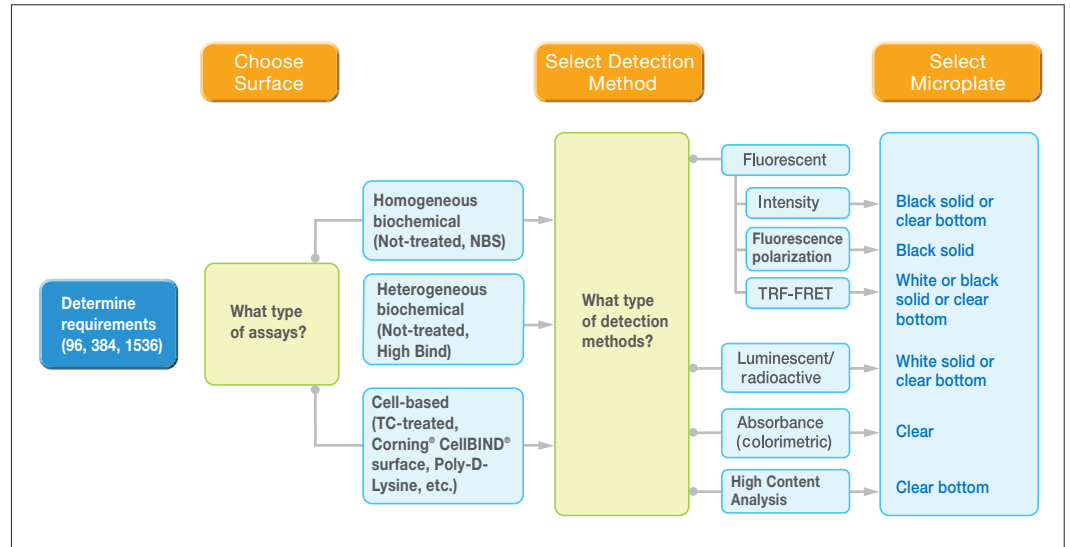 Choose
Surface
Select Detection
Method
Select
Microplate
Determine
requirements
(96, 384, 1536)
What type
of assays?
Homogeneous
biochemical
(Not-treated, NBS)
Heterogeneous
biochemical
(Not-treated,
High Bind)
Cell-based
(TC-treated,
Corning® CellBIND®
surface, Poly-D-
Lysine, etc.)
What type
of detection
methods?
Fluorescent
Intensity
Black solid or
clear bottom
Fluorescence
polarization
Black solid
TRF-FRET
White or black
solid or clear
bottom
Luminescent/
radioactive
White solid or
clear bottom
Absorbance
(colorimetric)
Clear
High Content
Analysis
Clear bottom